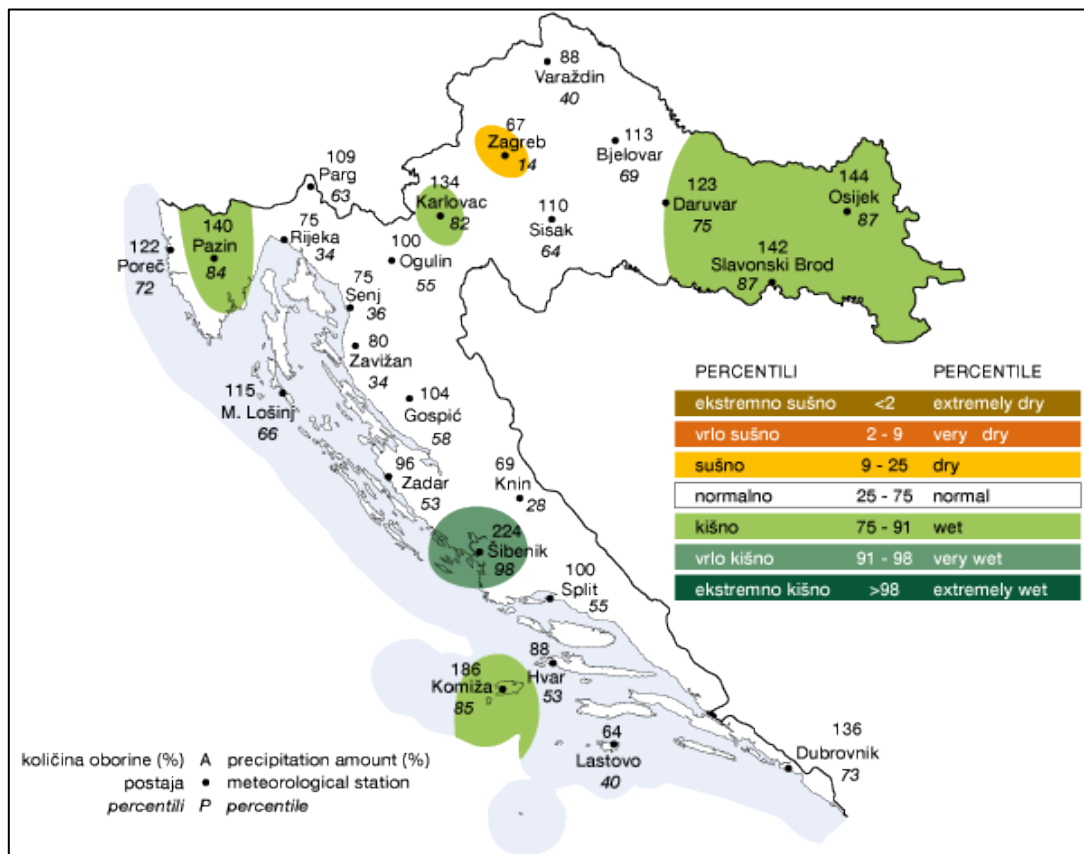 88
Varaždin
40
67
Zagreb
14
113
Bjelovar
69
109
Parg
63
134
Karlovac
82
123
Daruvar
75
144
Osijek
87
110
Sisak
64
140
Pazin
84
75
Rijeka
34
122
Poreč
72
100
Ogulin
55
142
Slavonski Brod
87
75
Senj
36
80
Zavižan
34
115
M. Lošinj
66
104
Gospić
58
96
Zadar
53
69
Knin
28
224
Šibenik
98
100
Split
55
88
Hvar
53
186
Komiža
85
64
Lastovo
40
136
Dubrovnik
73
PERCENTILI PERCENTILE
ekstremno sušno <2 extremely dry
vrlo sušno 2 - 9 very dry
sušno 9 - 25 dry
normalno 25 - 75 normal
kišno 75 - 91 wet
vrlo kišno 91 - 98 very wet
ekstremno kišno >98 extremely wet
količina oborine (%) A precipitation amount (%)
postaja • meteorological station
percentili P percentile